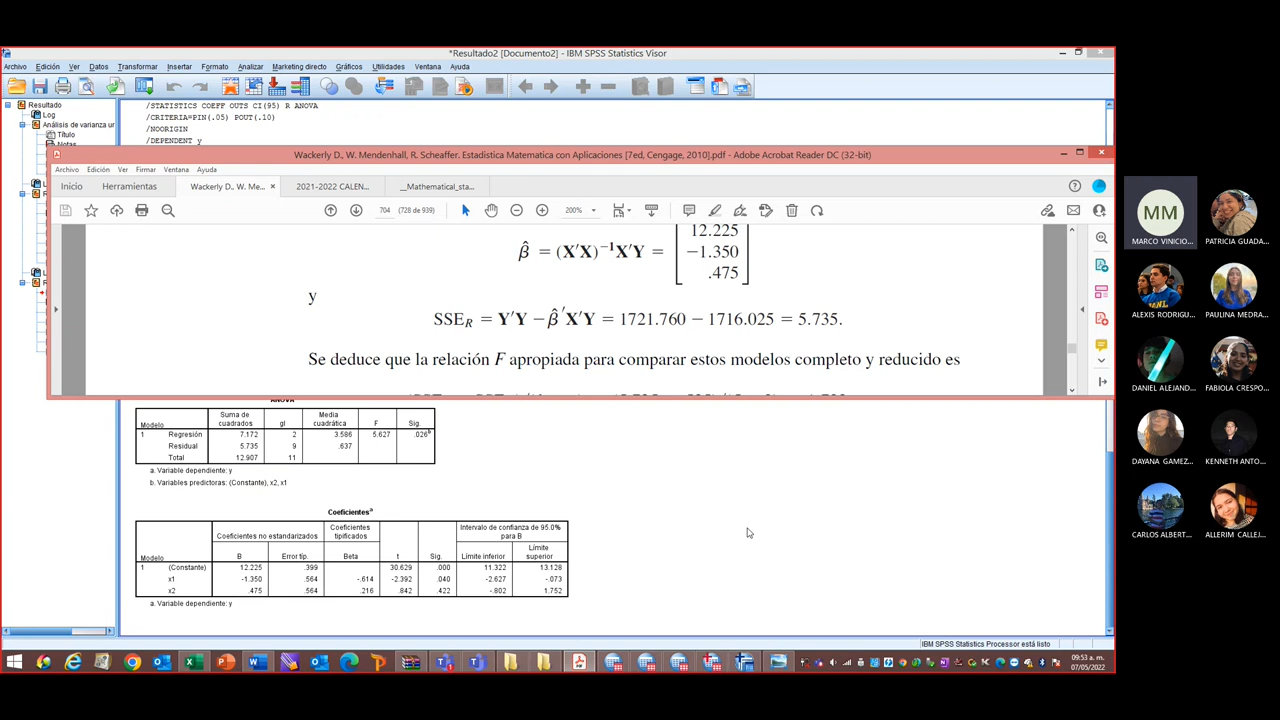 *Resultado2 [Documento2] - IBM SPSS Statistics Visor
Archivo Edición Ver Datos Transformar Insertar Formato Analizar Marketing directo Gráficos Utilidades Ventana Ayuda
Resultado
Log
Análisis de varianza ur
Título
Notas
/STATISTICS COEFF OUTS CI(95) R ANOVA
/CRITERIA=PIN(.05) POUT(.10)
/NOORIGIN
/DEPENDENT y
Wackerly D., W. Mendenhall, R. Scheaffer. Estadistica Matematica con Aplicaciones [7ed, Cengage, 2010].pdf - Adobe Acrobat Reader DC (32-bit)
Archivo Edición Ver Firmar Ventana Ayuda
Inicio Herramientas Wackerly D., W. Me... × 2021-2022 CALEN... __Mathematical_sta...
704 (728 de 939) 200%
β̂ = (X′X)⁻¹X′Y = [12.225
−1.350
.475]
y
SSE_R = Y′Y − β̂′X′Y = 1721.760 − 1716.025 = 5.735.
Se deduce que la relación F apropiada para comparar estos modelos completo y reducido es
ANOVA
Modelo Suma de cuadrados gl Media cuadrática F Sig.
1 Regresión 7.172 2 3.586 5.627 .026b
Residual 5.735 9 .637
Total 12.907 11
a. Variable dependiente: y
b. Variables predictoras: (Constante), x2, x1
Coeficientesa
Modelo Coeficientes no estandarizados Coeficientes tipificados t Sig. Intervalo de confianza de 95.0% para B
B Error típ. Beta Límite inferior Límite superior
1 (Constante) 12.225 .399 30.629 .000 11.322 13.128
x1 -1.350 .564 -.614 -2.392 .040 -2.627 -.073
x2 .475 .564 .216 .842 .422 -.802 1.752
a. Variable dependiente: y
IBM SPSS Statistics Processor está listo
09:53 a.m.
07/05/2022
MM
MARCO VINICIO...
PATRICIA GUADA...
ALEXIS RODRIGU...
PAULINA MEDRA...
DANIEL ALEJAND...
FABIOLA CRESPO...
DAYANA GAMEZ...
KENNETH ANTO...
CARLOS ALBERT...
ALLERIM CALLEJ...